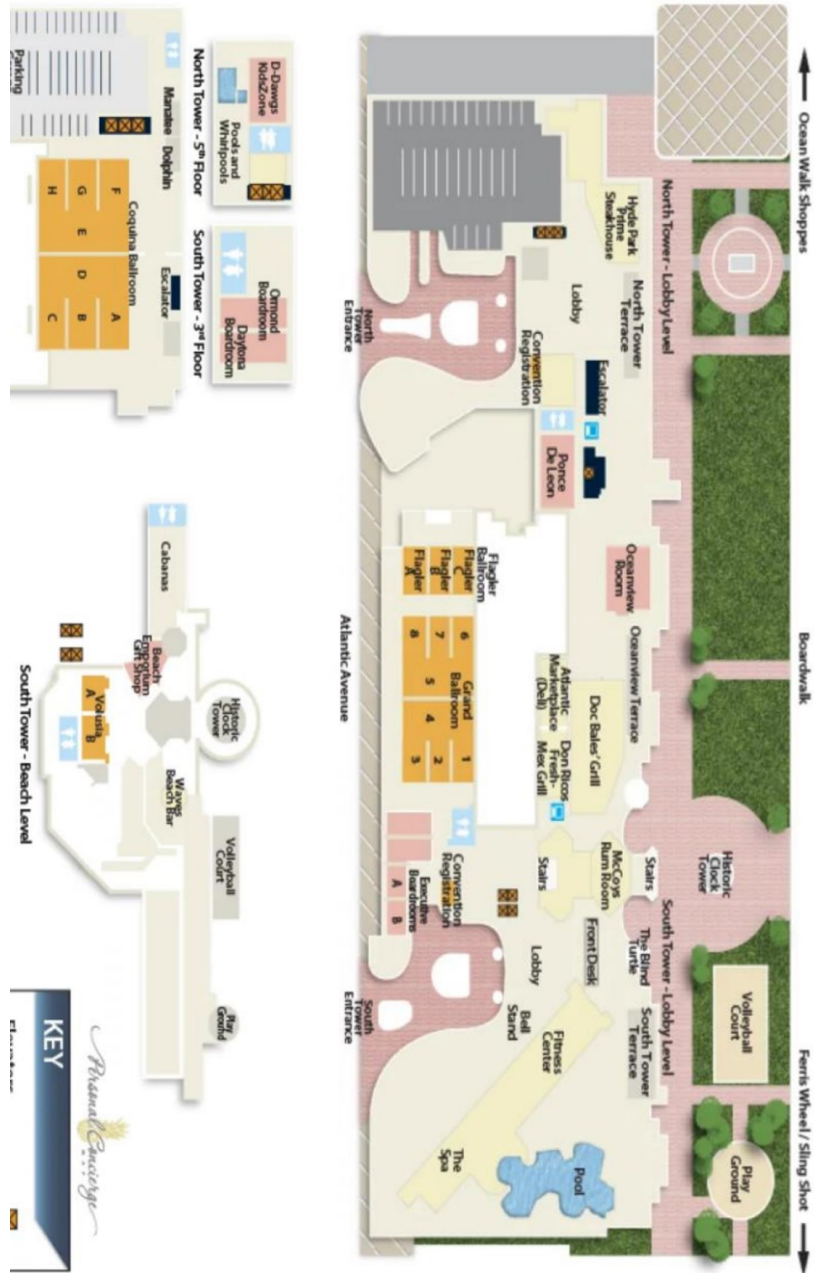 Ocean Walk Shoppes
Boardwalk
Ferris Wheel / Sling Shot
Historic
Clock
Tower
Volleyball
Court
Play
Ground
North Tower - Lobby Level
South Tower - Lobby Level
Hyde Park
Prime
Steakhouse
North Tower
Terrace
Lobby
Escalator
Convention
Registration
Ponce
De Leon
Oceanview
Room
Oceanview Terrace
Doc Bales' Grill
Atlantic
Marketplace
(Deli)
Don Ricos
Fresh-
Mex Grill
Stairs
McCoys
Rum Room
Stairs
The Blind
Turtle
South Tower
Terrace
Front Desk
Lobby
Bell
Stand
Fitness
Center
The
Spa
Pool
Flagler
Ballroom
Flagler
C
Flagler
B
Flagler
A
Grand
Ballroom
6
7
8
5
4
1
2
3
Convention
Registration
Executive
Boardrooms
A
B
North
Tower
Entrance
South
Tower
Entrance
Atlantic Avenue
North Tower - 5th Floor
D-Dawgs
KidsZone
Pools and
Whirlpools
South Tower - 3rd Floor
Ormond
Boardroom
Daytona
Boardroom
Manatee
Dolphin
Escalator
Coquina Ballroom
F
G
H
E
D
A
B
C
Parking
Historic
Clock
Tower
Volleyball
Court
Play
Ground
Cabanas
Beach
Emporium
Gift Shop
Waves
Beach Bar
Volusia
A
B
South Tower - Beach Level
Personal Concierge
KEY